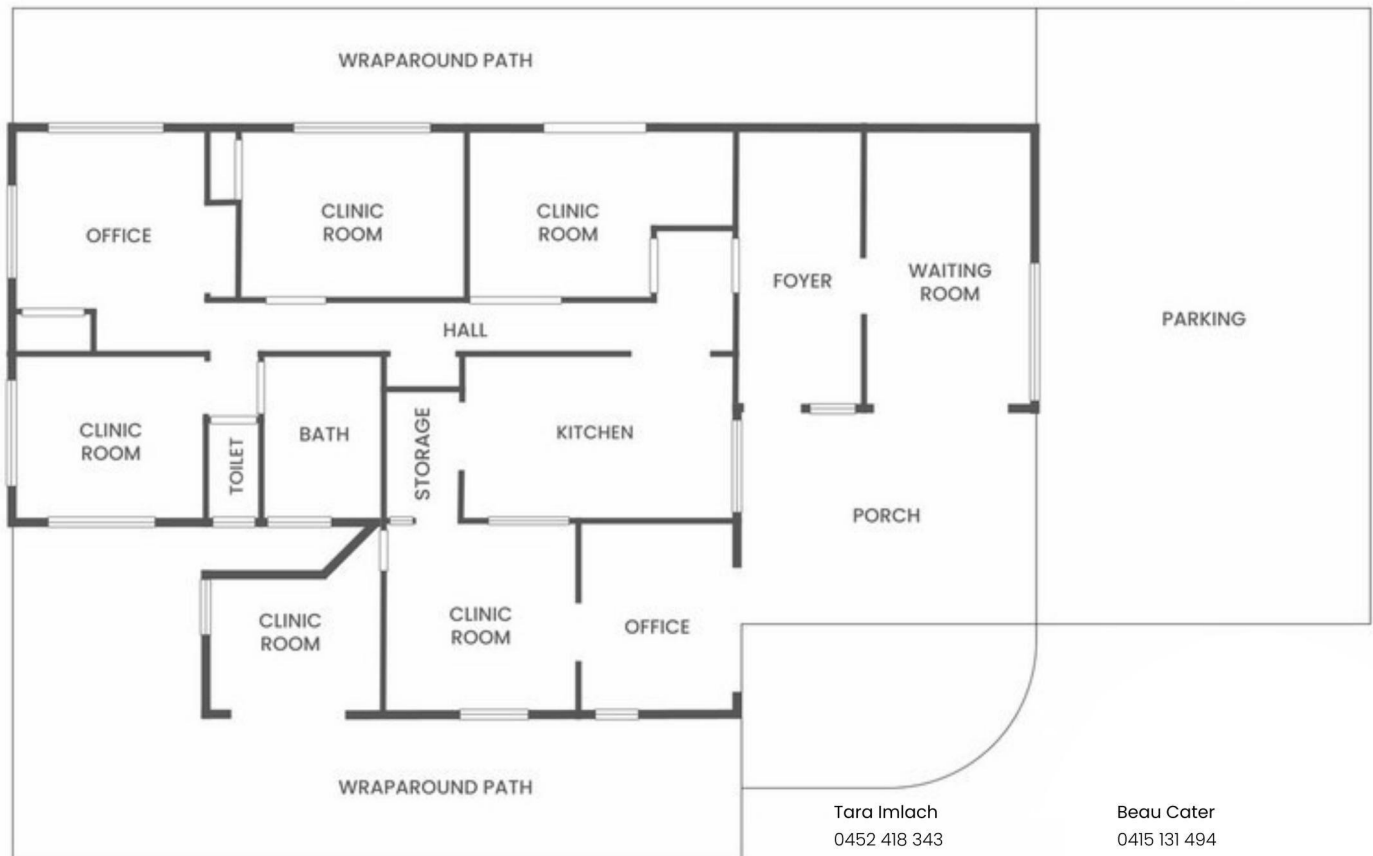 WRAPAROUND PATH
OFFICE
CLINIC
ROOM
CLINIC
ROOM
FOYER
WAITING
ROOM
PARKING
HALL
CLINIC
ROOM
TOILET
BATH
STORAGE
KITCHEN
PORCH
CLINIC
ROOM
CLINIC
ROOM
OFFICE
WRAPAROUND PATH
Tara Imlach
0452 418 343
Beau Cater
0415 131 494